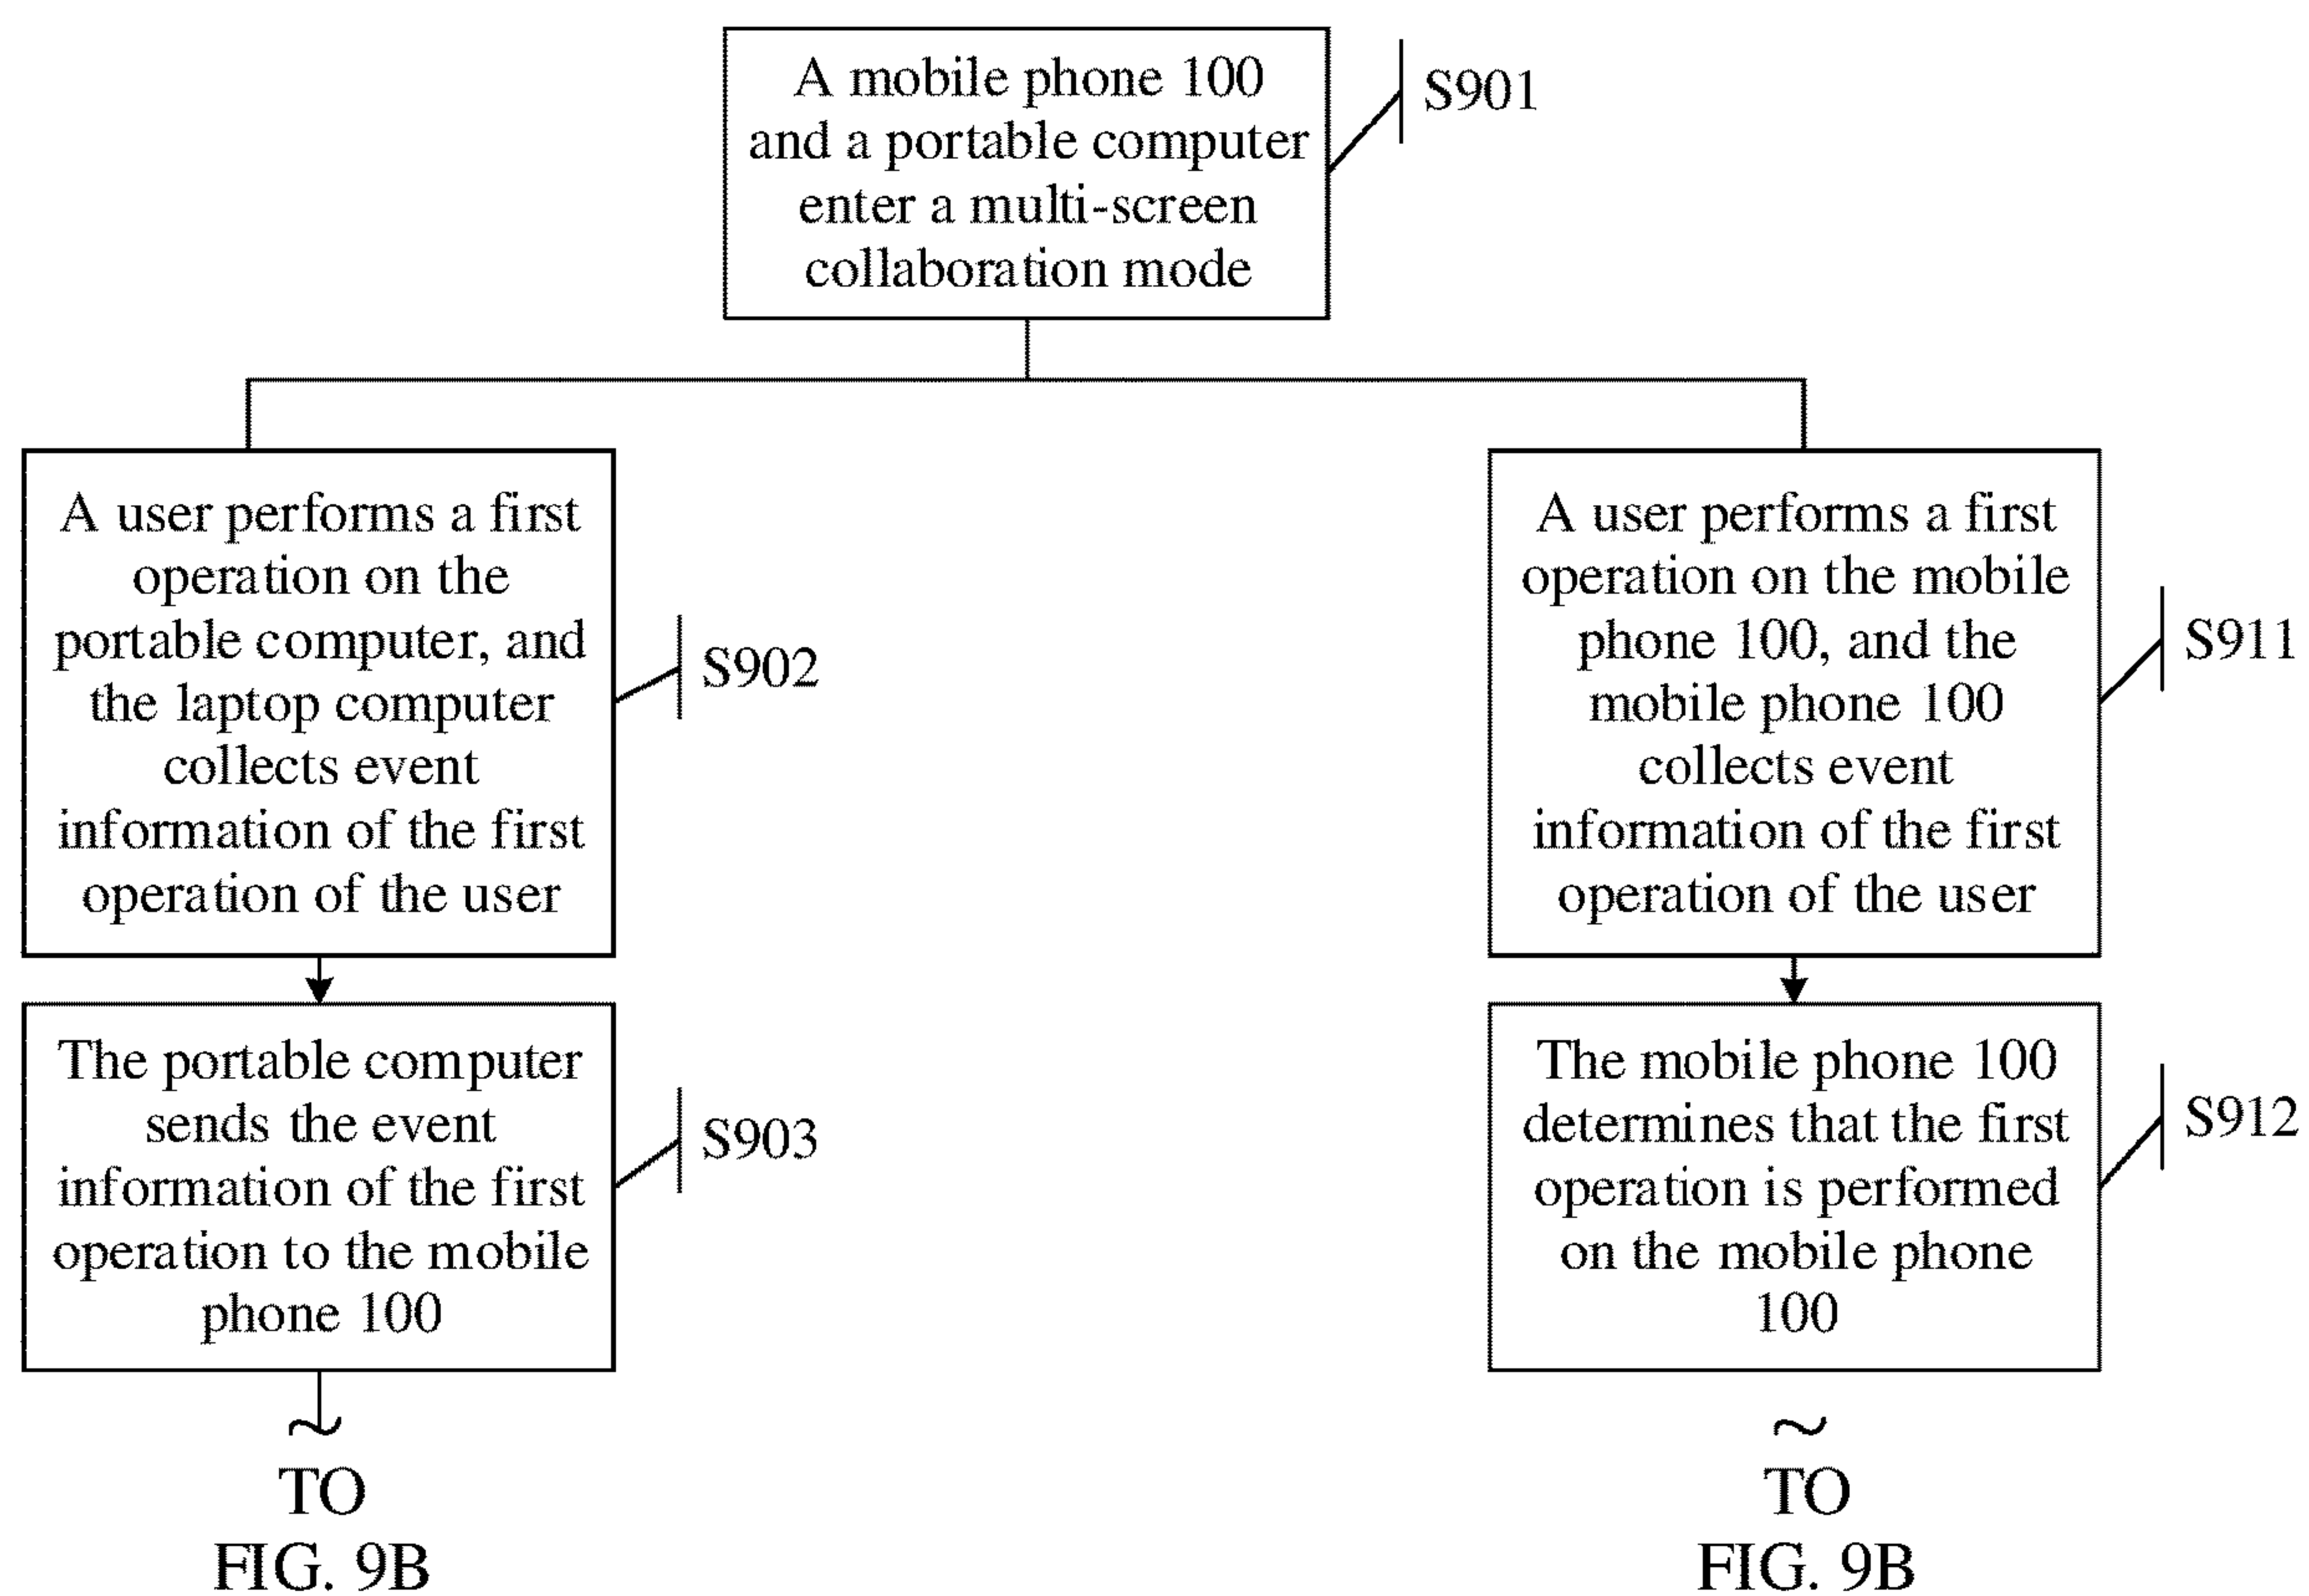 A mobile phone 100
and a portable computer
enter a multi-screen
collaboration mode
S901
A user performs a first
operation on the
portable computer, and
the laptop computer
collects event
information of the first
operation of the user
S902
The portable computer
sends the event
information of the first
operation to the mobile
phone 100
S903
~
TO
FIG. 9B
A user performs a first
operation on the mobile
phone 100, and the
mobile phone 100
collects event
information of the first
operation of the user
S911
The mobile phone 100
determines that the first
operation is performed
on the mobile phone
100
S912
~
TO
FIG. 9B